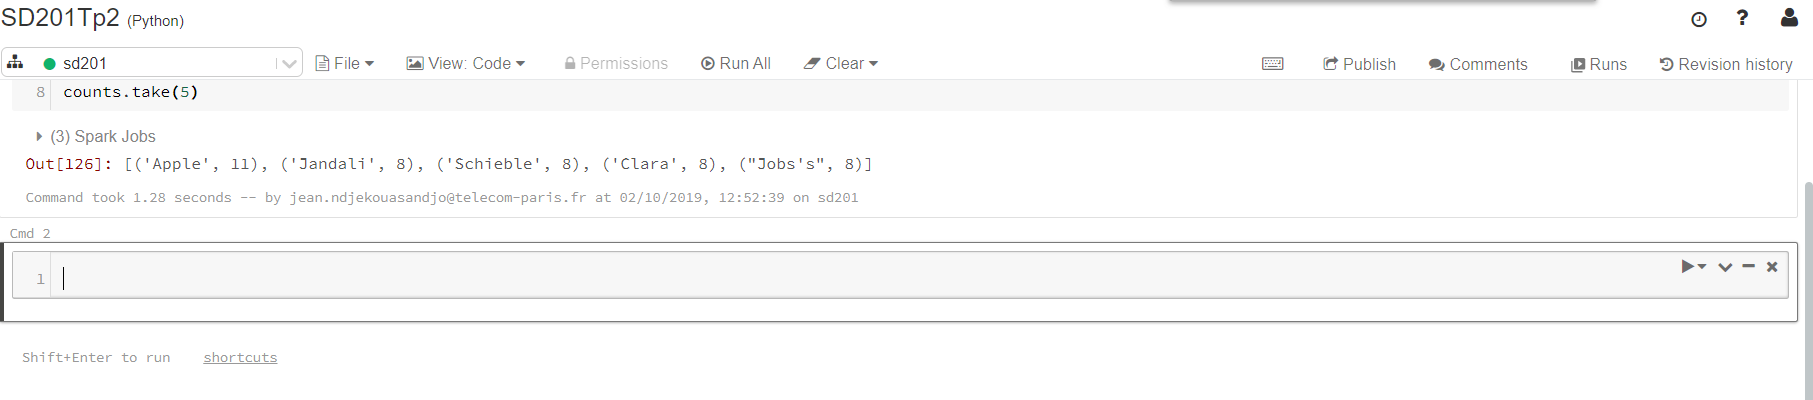 SD201Tp2 (Python)
sd201 File View: Code Permissions Run All Clear Publish Comments Runs Revision history
8 counts.take(5)
(3) Spark Jobs
Out[126]: [('Apple', 11), ('Jandali', 8), ('Schieble', 8), ('Clara', 8), ("Jobs's", 8)]
Command took 1.28 seconds -- by jean.ndjekouasandjo@telecom-paris.fr at 02/10/2019, 12:52:39 on sd201
Cmd 2
1
Shift+Enter to run shortcuts